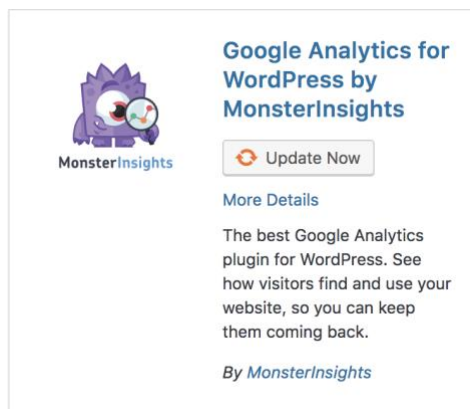 Google Analytics for
WordPress by
MonsterInsights
MonsterInsights
Update Now
More Details
The best Google Analytics
plugin for WordPress. See
how visitors find and use your
website, so you can keep
them coming back.
By MonsterInsights